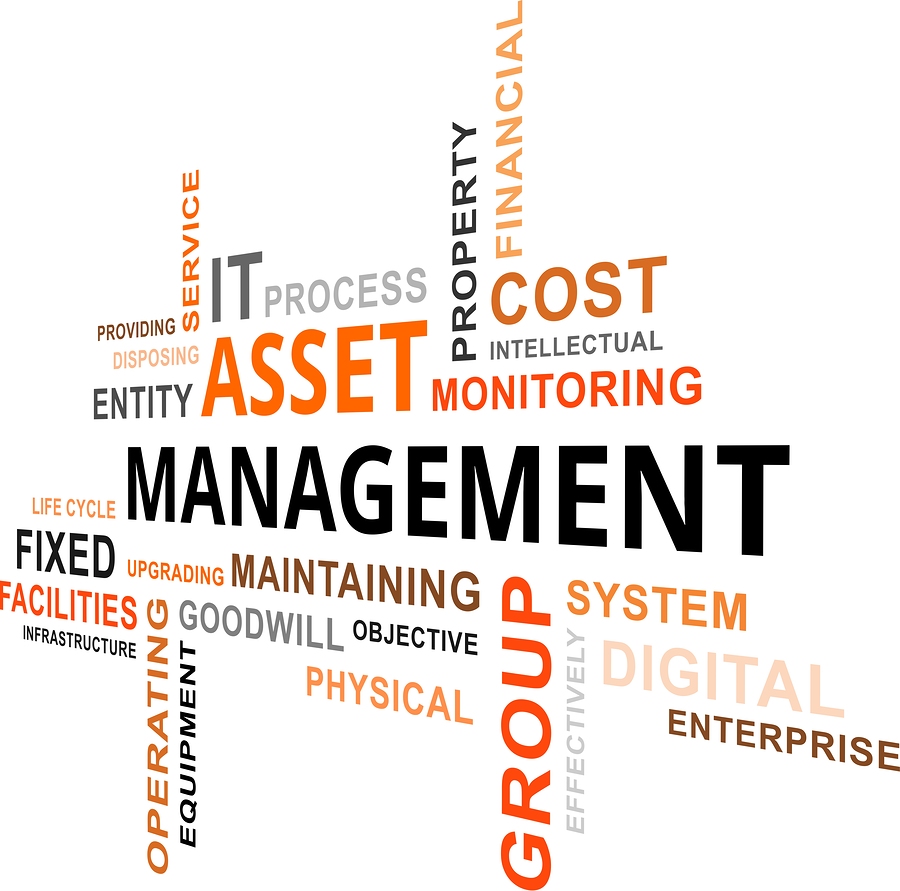 FINANCIAL
PROPERTY
SERVICE
IT
PROCESS
COST
PROVIDING
INTELLECTUAL
DISPOSING
ASSET
MONITORING
ENTITY
MANAGEMENT
LIFE CYCLE
FIXED
UPGRADING
MAINTAINING
FACILITIES
GOODWILL
OBJECTIVE
SYSTEM
INFRASTRUCTURE
OPERATING
EQUIPMENT
PHYSICAL
GROUP
EFFECTIVELY
DIGITAL
ENTERPRISE